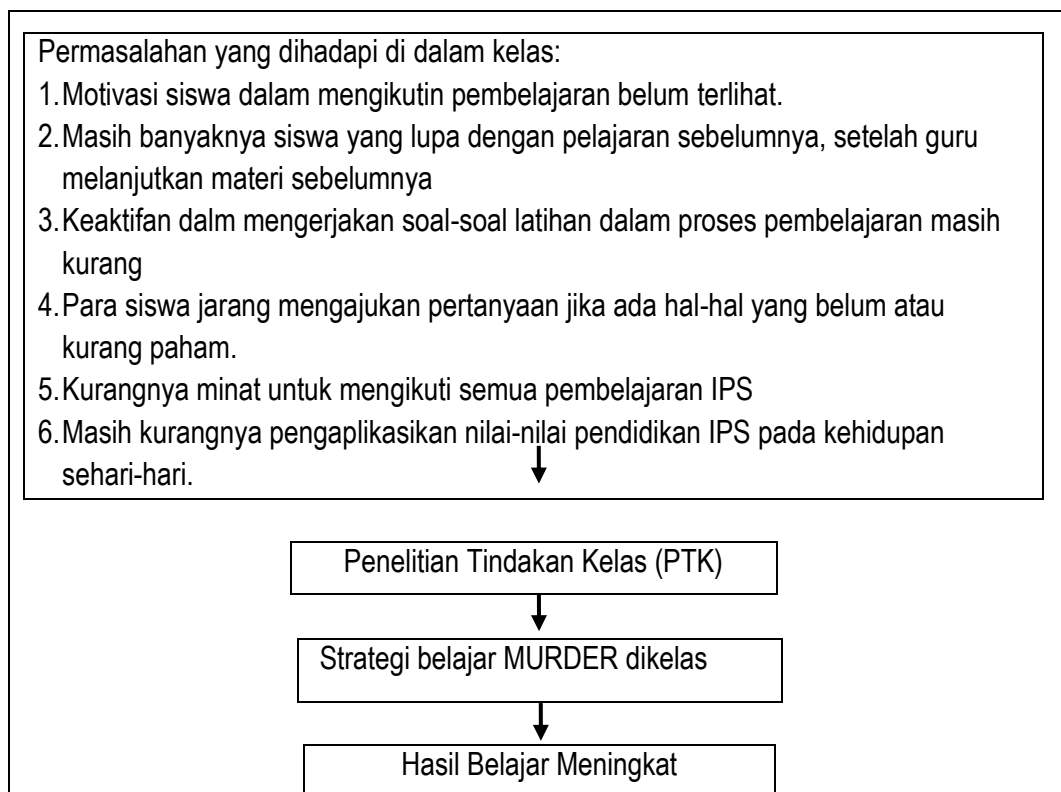 Permasalahan yang dihadapi di dalam kelas:
1. Motivasi siswa dalam mengikutin pembelajaran belum terlihat.
2. Masih banyaknya siswa yang lupa dengan pelajaran sebelumnya, setelah guru
melanjutkan materi sebelumnya
3. Keaktifan dalm mengerjakan soal-soal latihan dalam proses pembelajaran masih
kurang
4. Para siswa jarang mengajukan pertanyaan jika ada hal-hal yang belum atau
kurang paham.
5. Kurangnya minat untuk mengikuti semua pembelajaran IPS
6. Masih kurangnya pengaplikasikan nilai-nilai pendidikan IPS pada kehidupan
sehari-hari.
Penelitian Tindakan Kelas (PTK)
Strategi belajar MURDER dikelas
Hasil Belajar Meningkat